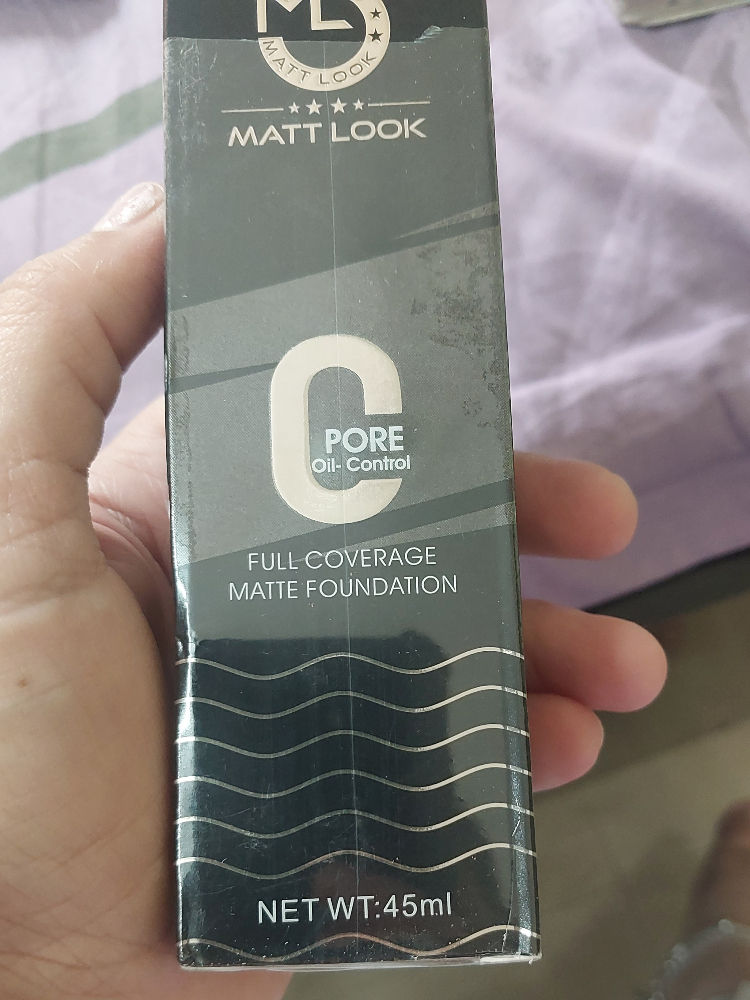 ML
MATT LOOK
MATT LOOK
C
PORE
Oil- Control
FULL COVERAGE
MATTE FOUNDATION
NET WT:45ml